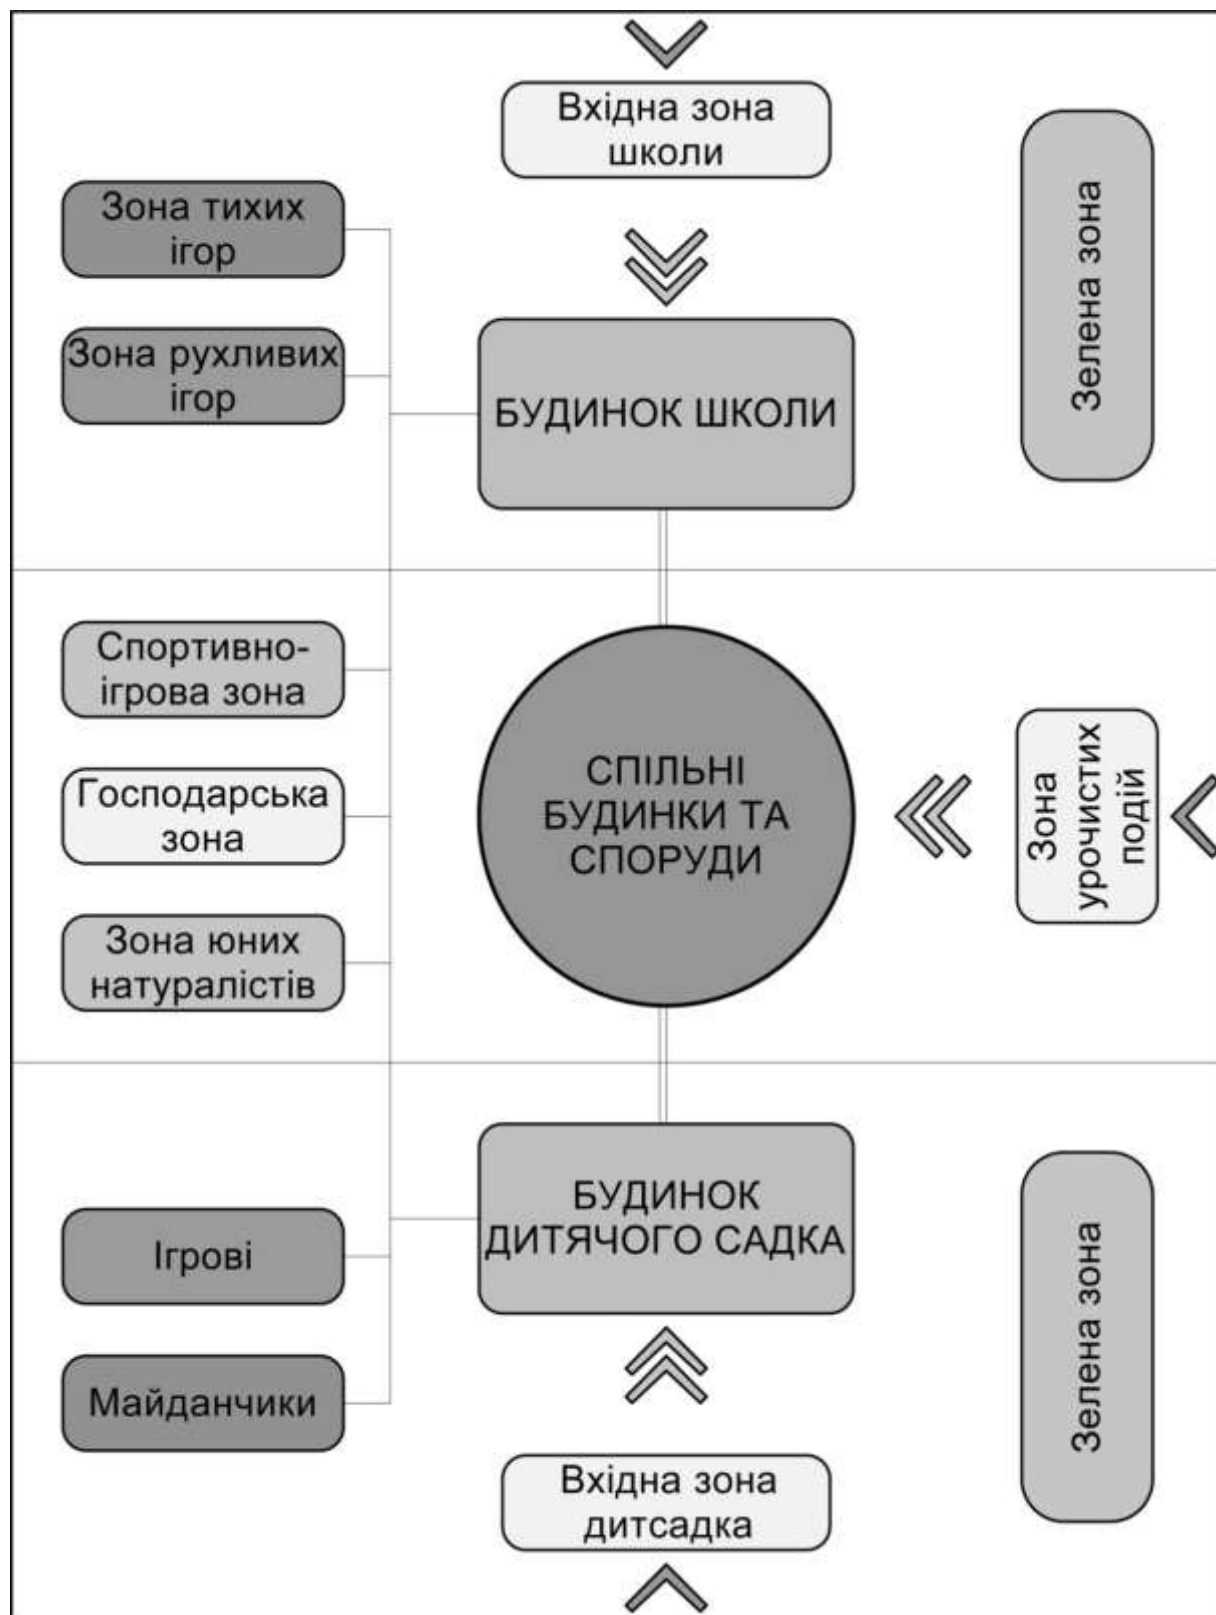 Вхідна зона
школи
Зона тихих
ігор
Зелена зона
Зона рухливих
ігор
БУДИНОК ШКОЛИ
Спортивно-
ігрова зона
Господарська
зона
Зона юних
натуралістів
СПІЛЬНІ
БУДИНКИ ТА
СПОРУДИ
Зона
урочистих
подій
Ігрові
Майданчики
БУДИНОК
ДИТЯЧОГО САДКА
Зелена зона
Вхідна зона
дитсадка